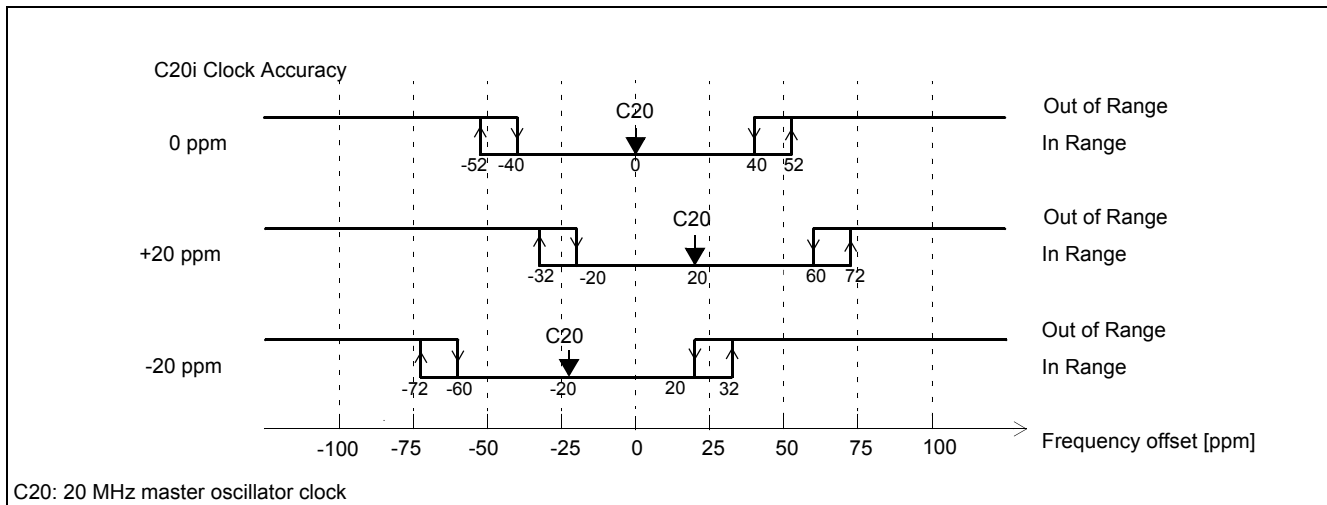 C20i Clock Accuracy
C20
Out of Range
0 ppm
In Range
-52 -40 0 40 52
C20
Out of Range
+20 ppm
In Range
-32 -20 20 60 72
C20
Out of Range
-20 ppm
In Range
-72 -60 -20 20 32
-100 -75 -50 -25 0 25 50 75 100 Frequency offset [ppm]
C20: 20 MHz master oscillator clock